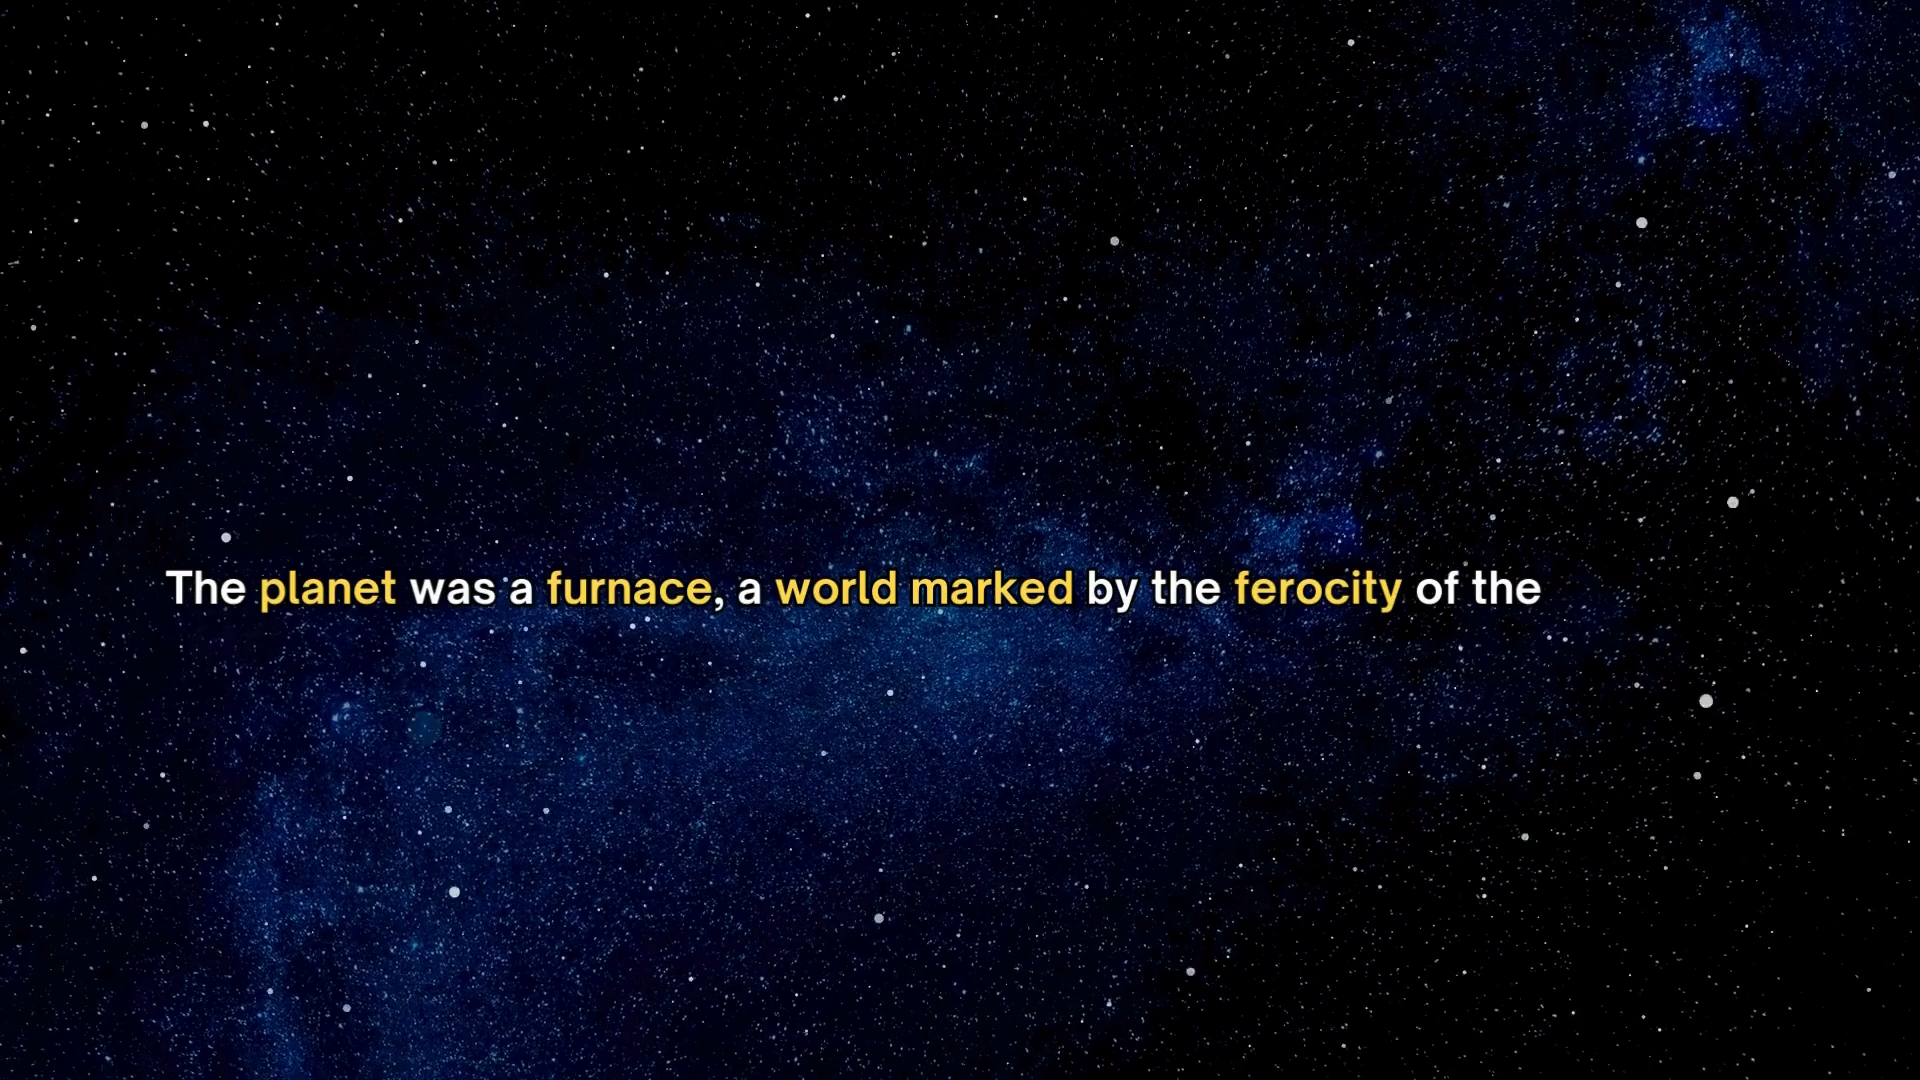 The planet was a furnace, a world marked by the ferocity of the